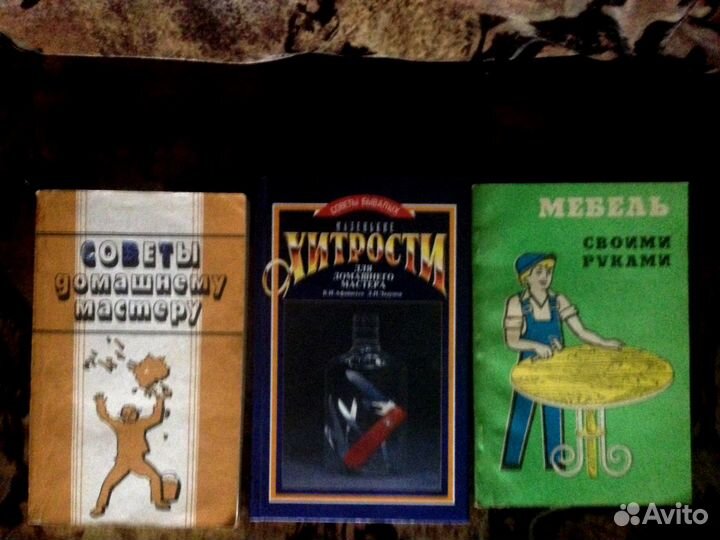 СОВЕТЫ
домашнему
мастеру
СОВЕТЫ БЫВАЛЫХ
МАЛЕНЬКИЕ
ХИТРОСТИ
ДЛЯ
ДОМАШНЕГО
МАСТЕРА
МЕБЕЛЬ
СВОИМИ
РУКАМИ
Avito